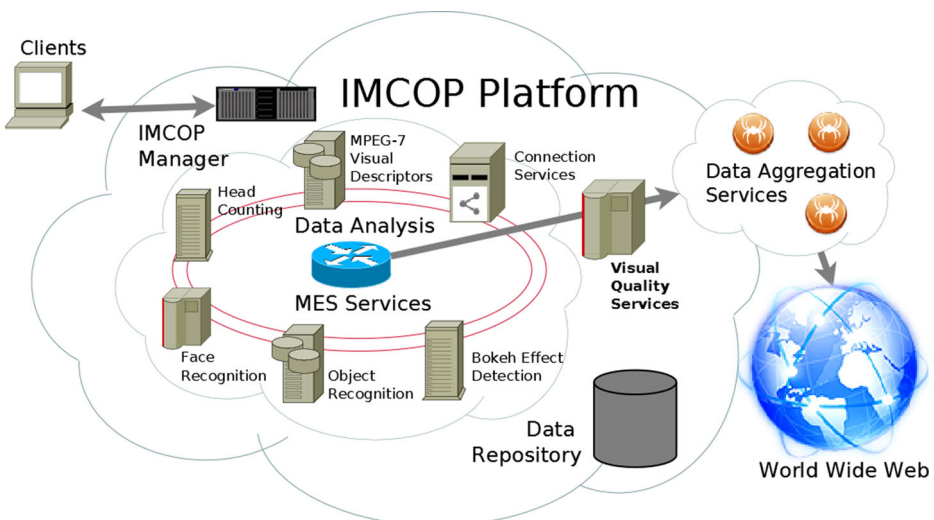 Clients
IMCOP Platform
IMCOP
Manager
MPEG-7
Visual
Descriptors
Connection
Services
Data Aggregation
Services
Head
Counting
Data Analysis
MES Services
Visual
Quality
Services
Face
Recognition
Object
Recognition
Bokeh Effect
Detection
Data
Repository
World Wide Web